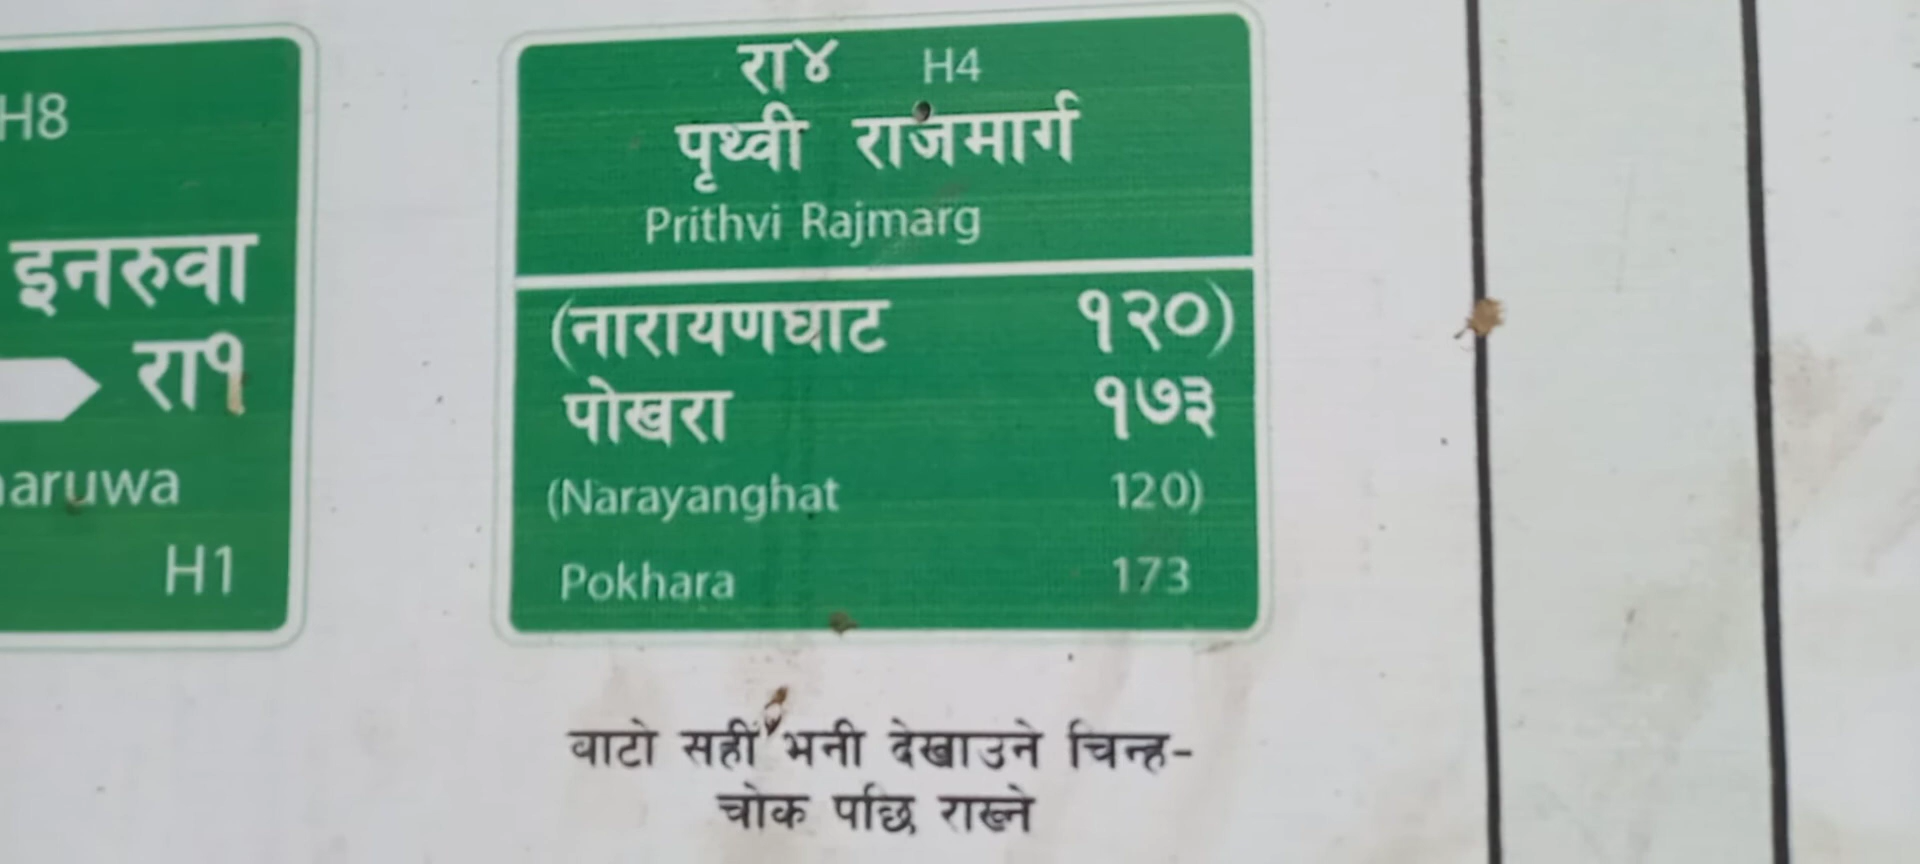 H8
इनरुवा
रा१
aruwa
H1
रा४ H4
पृथ्वी राजमार्ग
Prithvi Rajmarg
(नारायणघाट १२०)
पोखरा १७३
(Narayanghat 120)
Pokhara 173
बाटो सही भनी देखाउने चिन्ह-
चोक पछि राख्ने